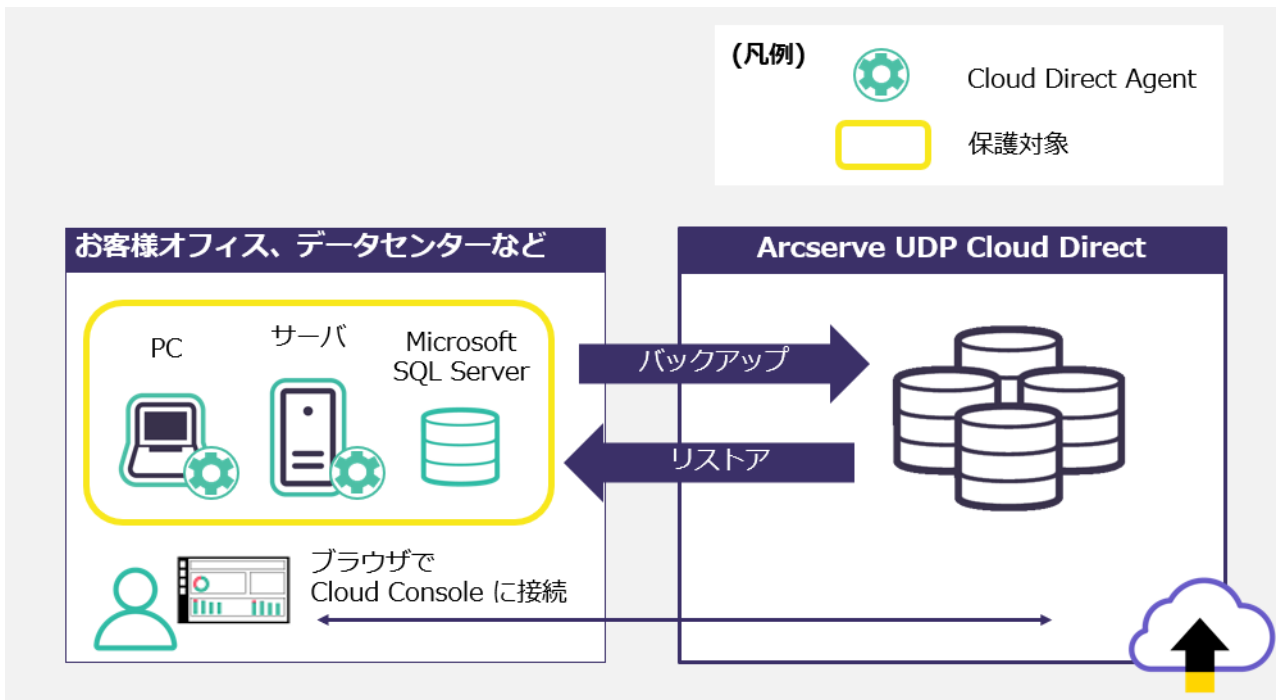 (凡例)
Cloud Direct Agent
保護対象
お客様オフィス、データセンターなど
PC
サーバ
Microsoft
SQL Server
ブラウザで
Cloud Console に接続
バックアップ
リストア
Arcserve UDP Cloud Direct